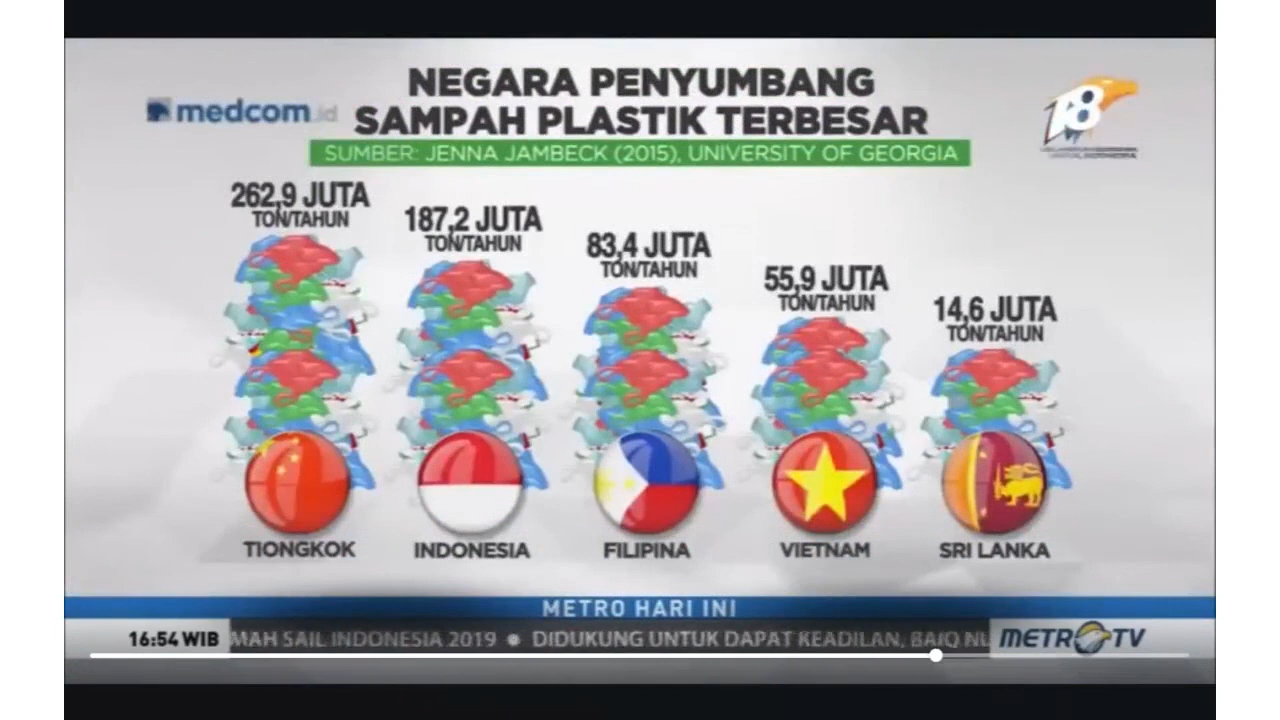 NEGARA PENYUMBANG
SAMPAH PLASTIK TERBESAR
medcom.id
SUMBER: JENNA JAMBECK (2015), UNIVERSITY OF GEORGIA
18
262,9 JUTA
TON/TAHUN
187,2 JUTA
TON/TAHUN
83,4 JUTA
TON/TAHUN
55,9 JUTA
TON/TAHUN
14,6 JUTA
TON/TAHUN
TIONGKOK
INDONESIA
FILIPINA
VIETNAM
SRI LANKA
METRO HARI INI
16:54 WIB
MAH SAIL INDONESIA 2019 ● DIDUKUNG UNTUK DAPAT KEADILAN, BAIQ NU
METRO TV